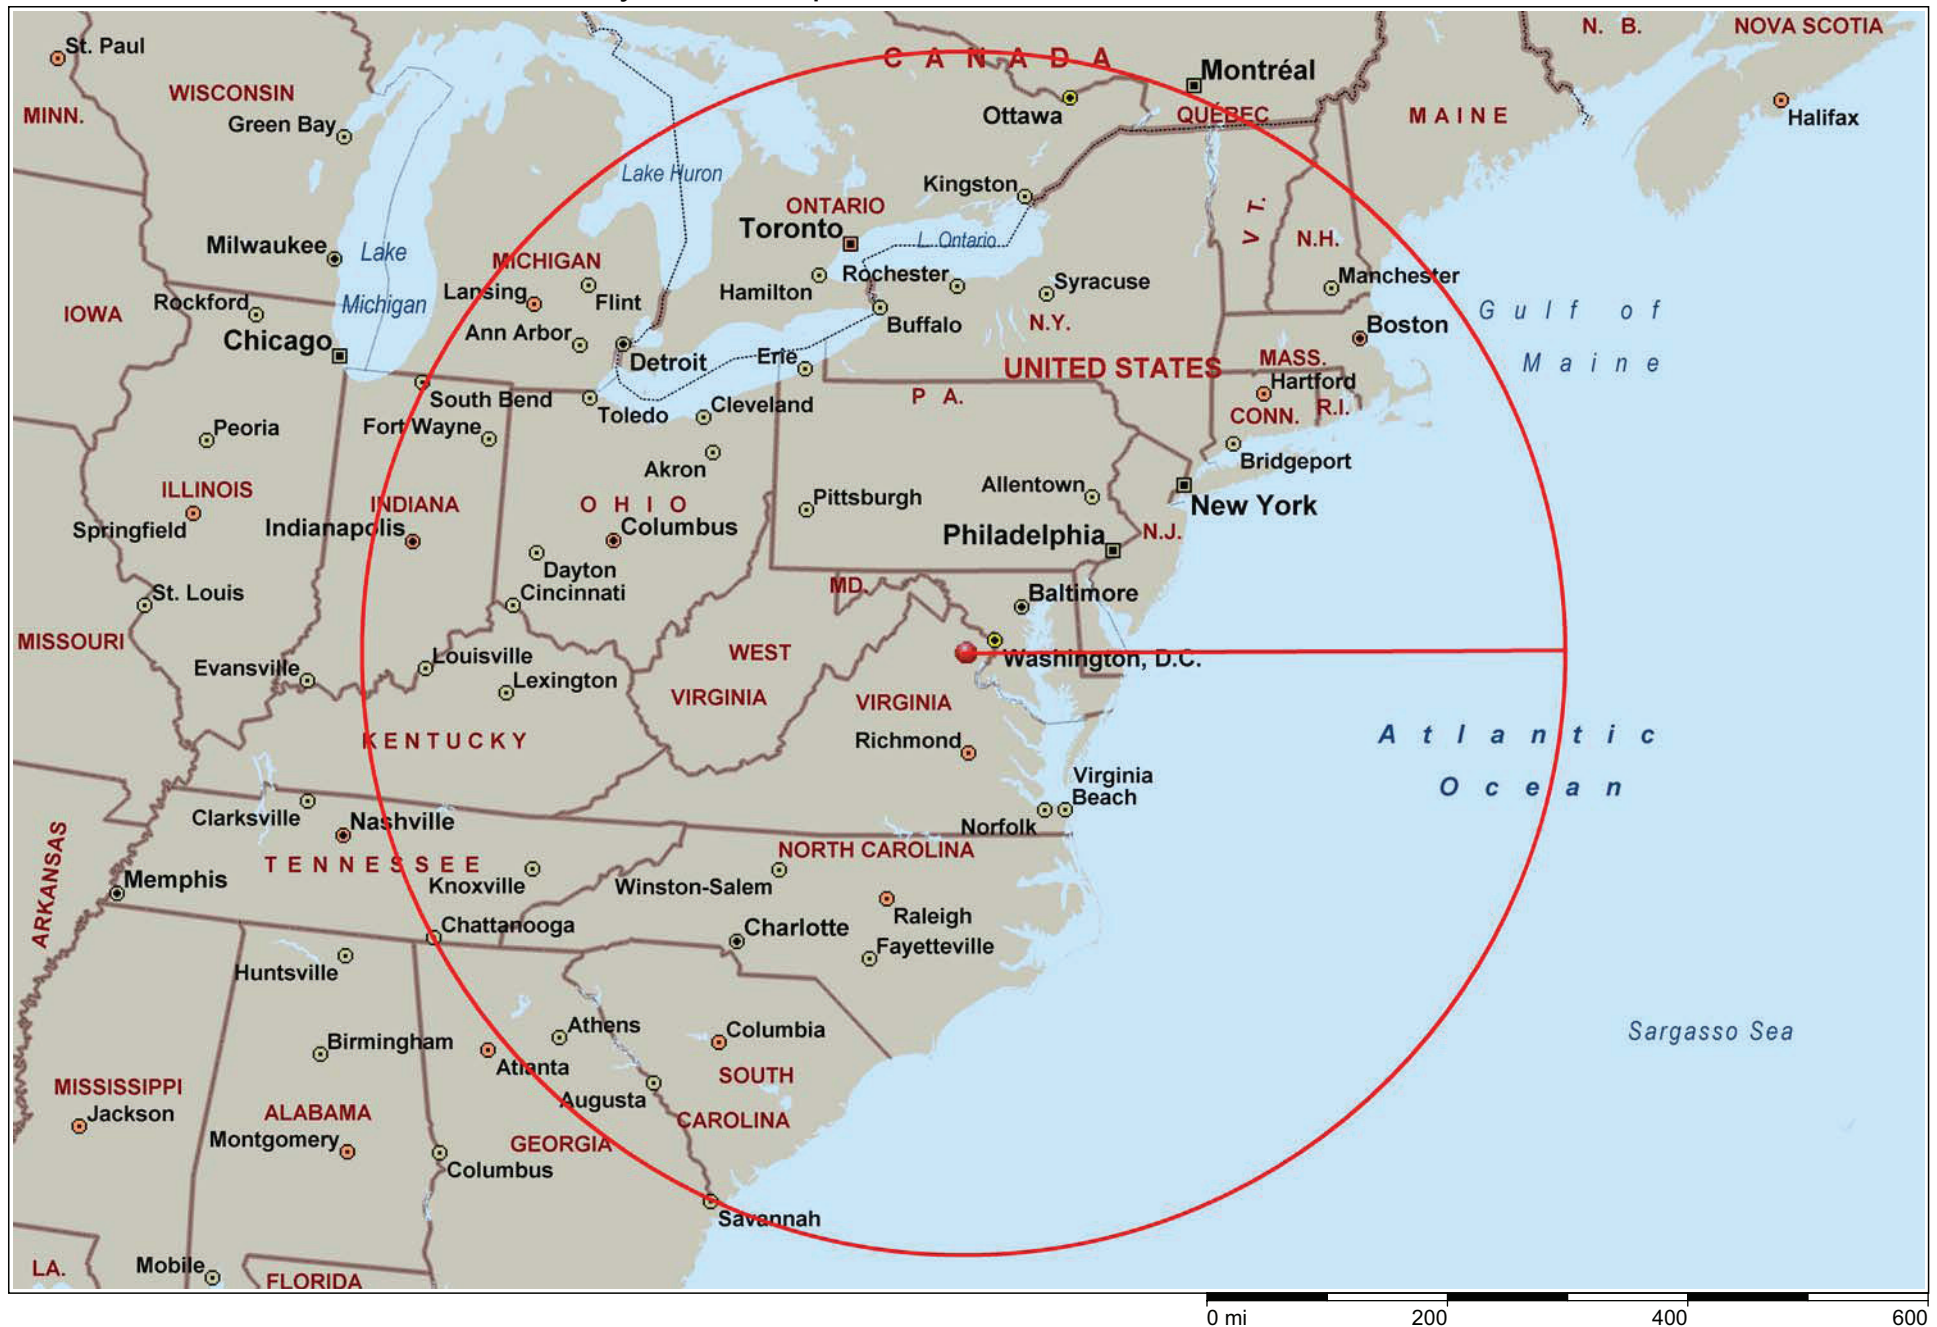 CANADA
N. B.
NOVA SCOTIA
St. Paul
Montréal
WISCONSIN
Ottawa
MINN.
QUÉBEC
MAINE
Halifax
Green Bay
Lake Huron
Kingston
ONTARIO
Toronto
V T.
N.H.
L. Ontario
Milwaukee
Lake
Michigan
MICHIGAN
Lansing
Flint
Hamilton
Rochester
Syracuse
Manchester
Rockford
IOWA
Gulf of
Maine
Chicago
Ann Arbor
Detroit
Buffalo
N.Y.
Boston
Erie
UNITED STATES
MASS.
Hartford
South Bend
Toledo
Cleveland
P A.
CONN.
R.I.
Peoria
Fort Wayne
Akron
Bridgeport
ILLINOIS
Springfield
INDIANA
Indianapolis
OHIO
Columbus
Pittsburgh
Allentown
New York
Philadelphia
N.J.
Dayton
Cincinnati
MD.
Baltimore
St. Louis
MISSOURI
Evansville
Louisville
Lexington
WEST
VIRGINIA
Washington, D.C.
VIRGINIA
Richmond
KENTUCKY
Atlantic
Ocean
Virginia
Beach
Norfolk
Clarksville
Nashville
TENNESSEE
Knoxville
NORTH CAROLINA
Winston-Salem
ARKANSAS
Memphis
Chattanooga
Charlotte
Raleigh
Fayetteville
Huntsville
Birmingham
Athens
Atlanta
Columbia
Sargasso Sea
MISSISSIPPI
Jackson
ALABAMA
Montgomery
Augusta
SOUTH
CAROLINA
GEORGIA
Columbus
Savannah
LA.
Mobile
FLORIDA
0 mi 200 400 600